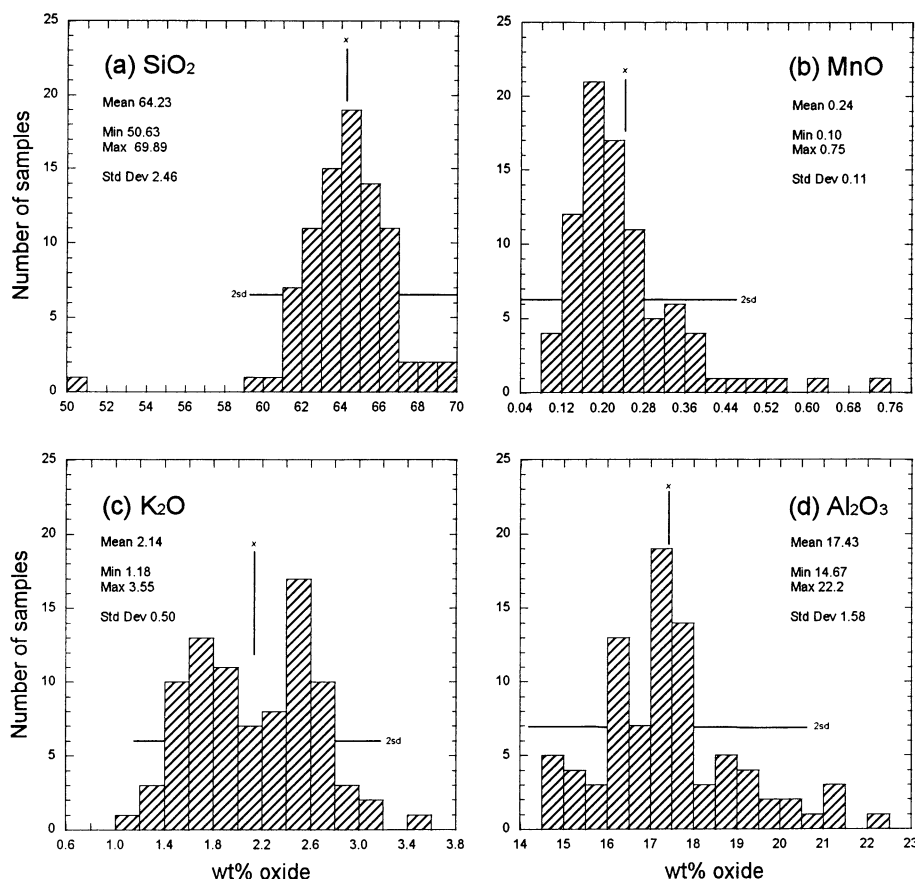 (a) SiO2
Mean 64.23
Min 50.63
Max 69.89
Std Dev 2.46
x
2sd
Number of samples
25
20
15
10
5
0
50 52 54 56 58 60 62 64 66 68 70
(b) MnO
Mean 0.24
Min 0.10
Max 0.75
Std Dev 0.11
x
2sd
25
20
15
10
5
0
0.04 0.12 0.20 0.28 0.36 0.44 0.52 0.60 0.68 0.76
(c) K2O
Mean 2.14
Min 1.18
Max 3.55
Std Dev 0.50
x
2sd
Number of samples
25
20
15
10
5
0
0.6 1.0 1.4 1.8 2.2 2.6 3.0 3.4 3.8
wt% oxide
(d) Al2O3
Mean 17.43
Min 14.67
Max 22.2
Std Dev 1.58
x
2sd
25
20
15
10
5
0
14 15 16 17 18 19 20 21 22 23
wt% oxide